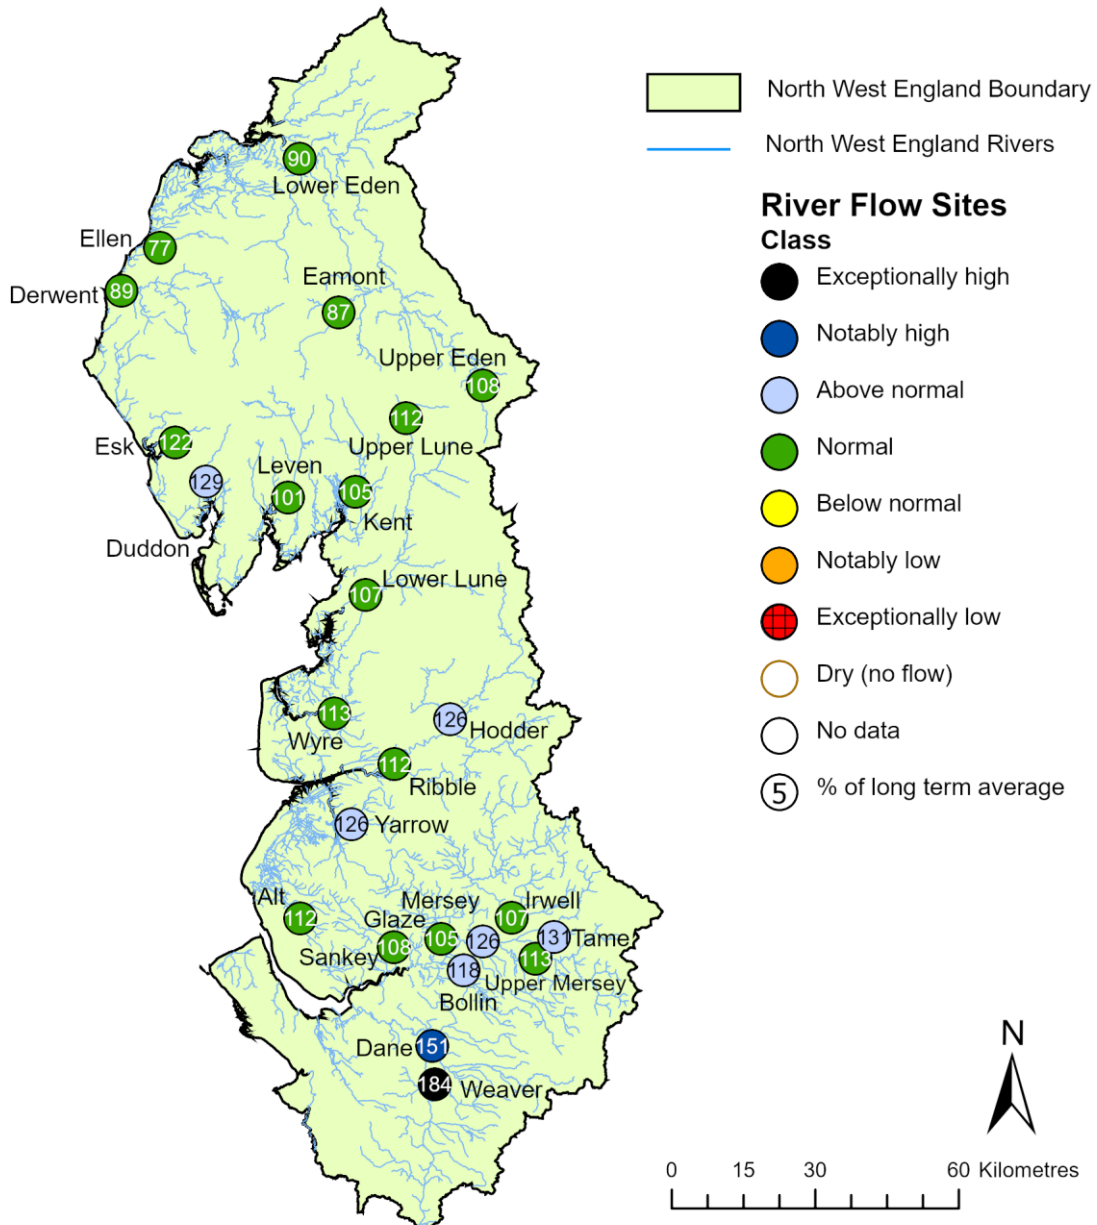 North West England Boundary
North West England Rivers
River Flow Sites
Class
Exceptionally high
Notably high
Above normal
Normal
Below normal
Notably low
Exceptionally low
Dry (no flow)
No data
5 % of long term average
90
Lower Eden
Ellen 77
Derwent 89
Eamont
87
Upper Eden
108
112
Upper Lune
Esk 122
129
Duddon
Leven
101
105
Kent
Lower Lune
107
113
Wyre
126 Hodder
112
Ribble
126 Yarrow
Alt
112
Glaze
Sankey 108
Mersey
105
126
Irwell
107
131 Tame
113
Upper Mersey
118
Bollin
Dane 151
184 Weaver
N
0 15 30 60 Kilometres